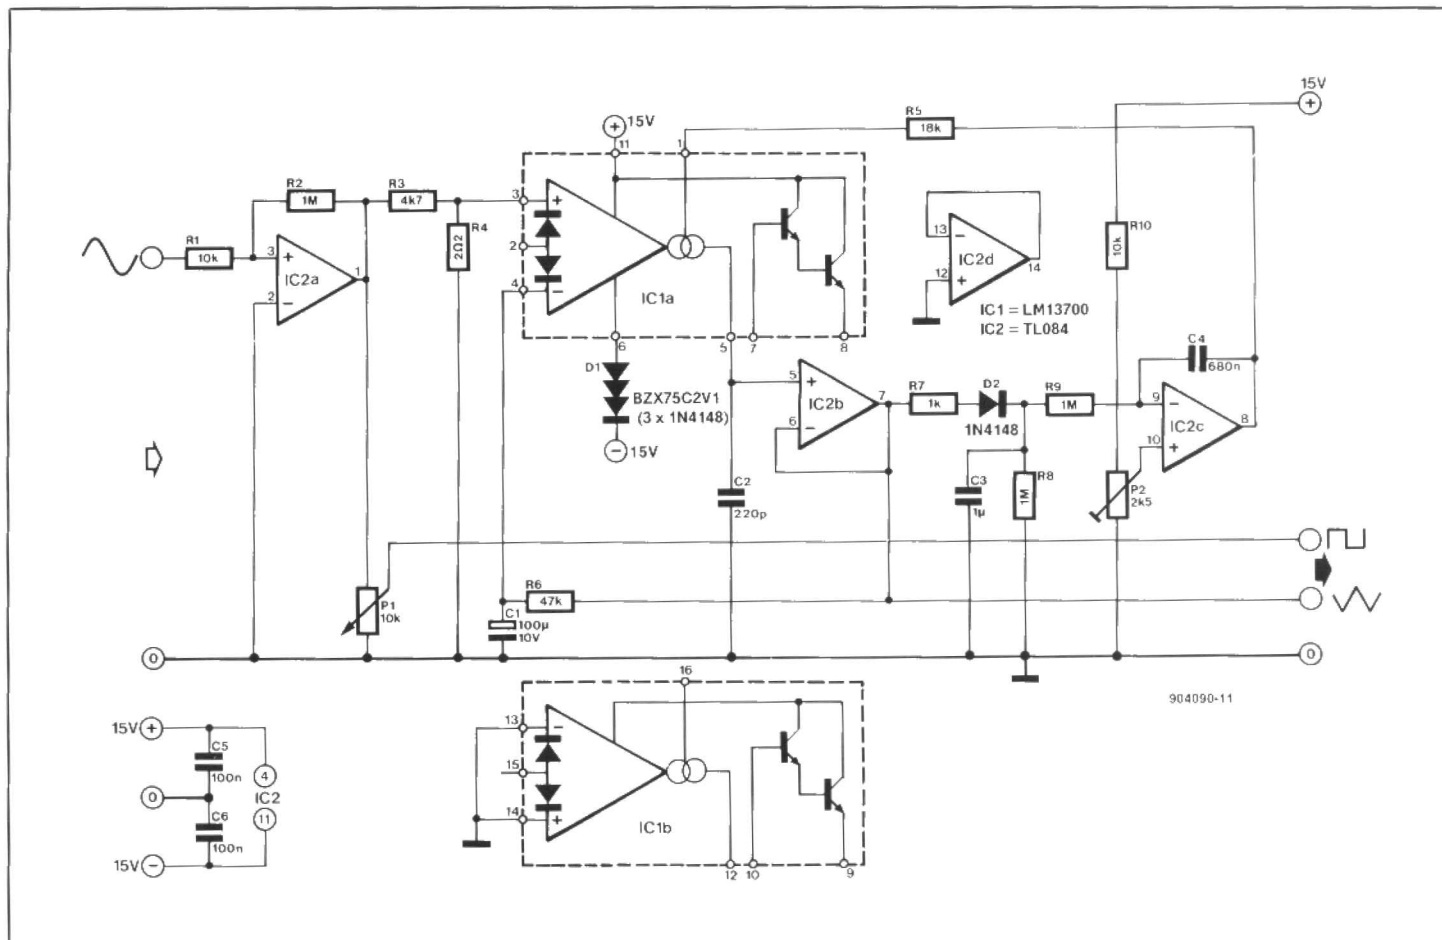 15V
+
R5
18k
+ 15V
11
1
R2
1M
R3
4k7
3
+
R4
2Ω2
R1
10k
3
+
IC2a
1
2
−
2
4
−
IC1a
6
5
7
8
13
−
IC2d
12
+
14
R10
10k
IC1 = LM13700
IC2 = TL084
D1
BZX75C2V1
(3 x 1N4148)
− 15V
5
+
IC2b
7
6
−
R7
1k
D2
1N4148
R9
1M
C4
680n
9
−
IC2c
8
10
+
C2
220p
C3
1µ
R8
1M
P2
2k5
P1
10k
R6
47k
C1
100µ
10V
0
0
904090-11
16
13
−
15
14
+
IC1b
12
10
9
15V +
C5
100n
4
0
IC2
C6
100n
11
15V −